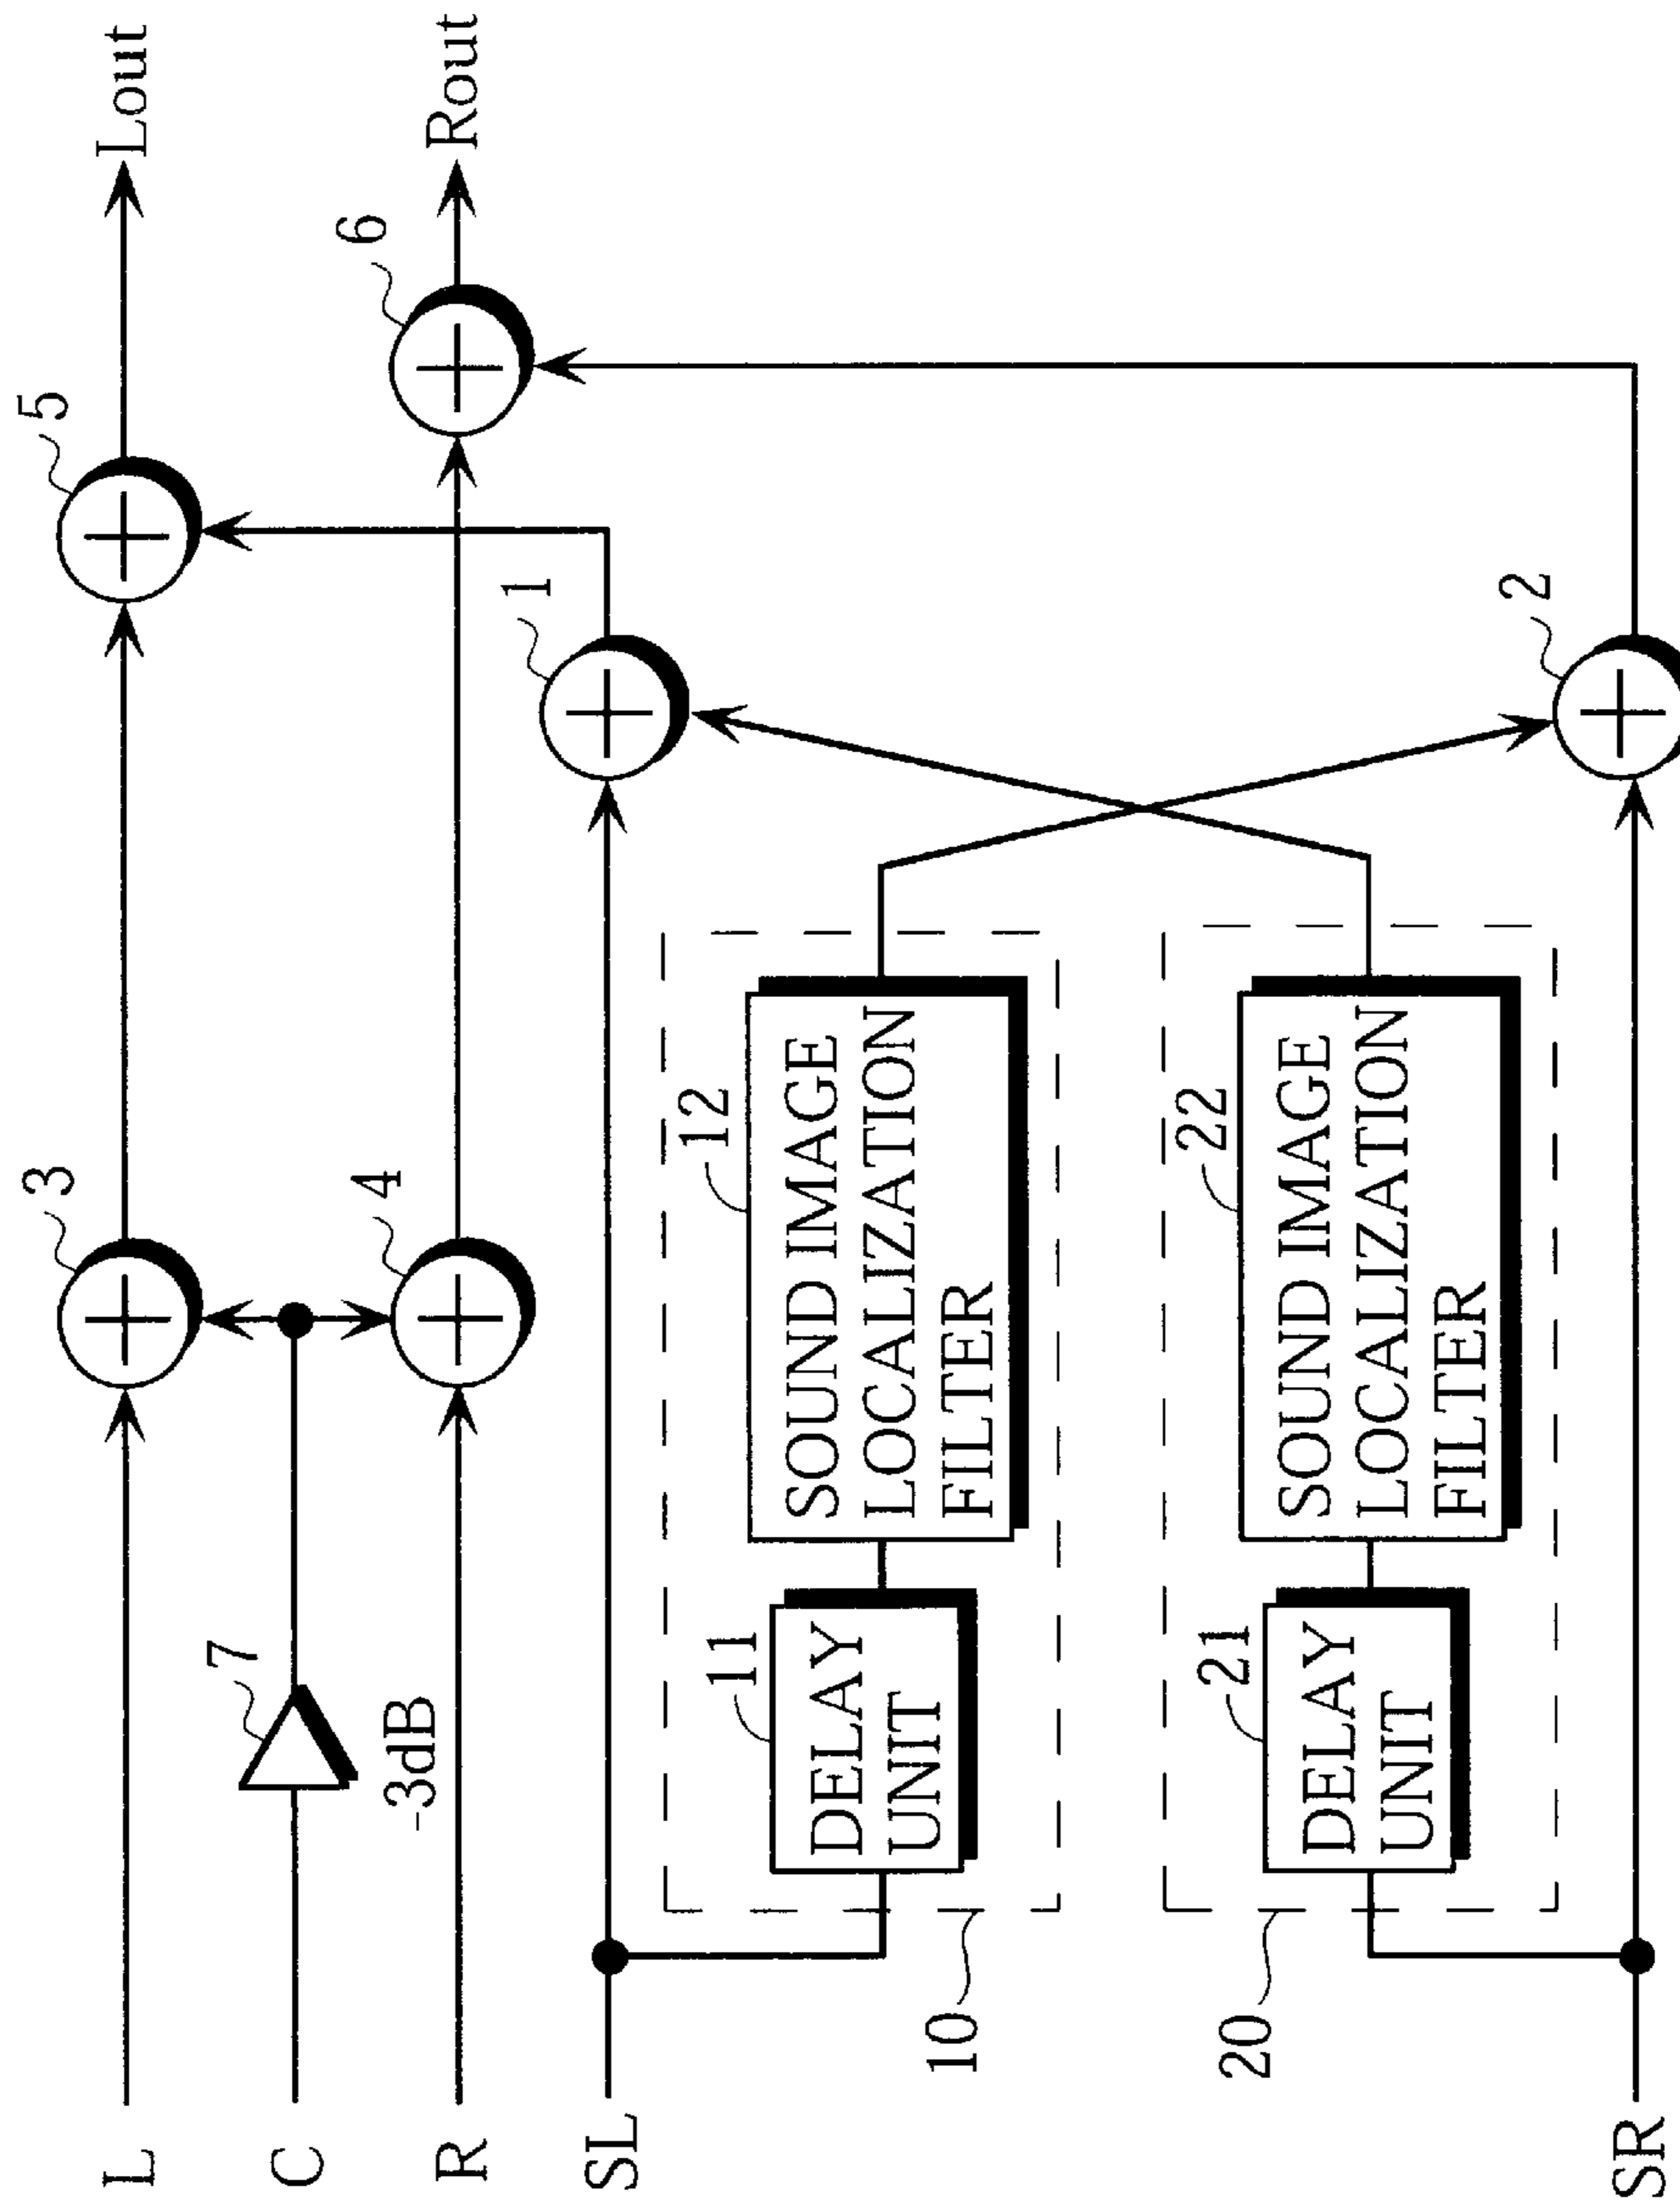 L
C
R
SL
SR
7
-3dB
3
4
5
6
Lout
Rout
1
2
10
11
DELAY
UNIT
12
SOUND IMAGE
LOCALIZATION
FILTER
20
21
DELAY
UNIT
22
SOUND IMAGE
LOCALIZATION
FILTER